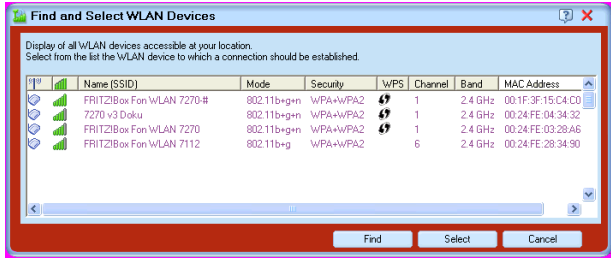 Find and Select WLAN Devices
Display of all WLAN devices accessible at your location.
Select from the list the WLAN device to which a connection should be established.
Name (SSID) Mode Security WPS Channel Band MAC Address
FRITZ!Box Fon WLAN 7270-# 802.11b+g+n WPA+WPA2 1 2.4 GHz 00:1F:3F:15:C4:C0
7270 v3 Doku 802.11b+g+n WPA+WPA2 1 2.4 GHz 00:24:FE:04:34:32
FRITZ!Box Fon WLAN 7270 802.11b+g+n WPA+WPA2 1 2.4 GHz 00:24:FE:03:28:A6
FRITZ!Box Fon WLAN 7112 802.11b+g WPA+WPA2 6 2.4 GHz 00:24:FE:28:34:90
Find Select Cancel